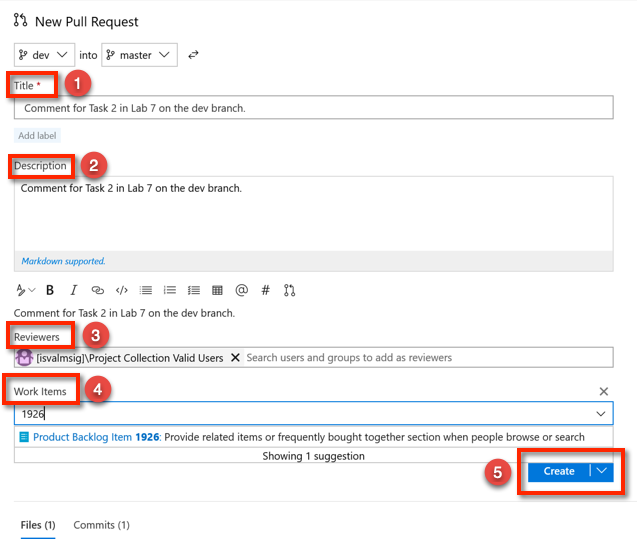 New Pull Request
dev into master
Title * 1
Comment for Task 2 in Lab 7 on the dev branch.
Add label
Description 2
Comment for Task 2 in Lab 7 on the dev branch.
Markdown supported.
B I </> @ #
Comment for Task 2 in Lab 7 on the dev branch.
Reviewers 3
[isvalmsig]\Project Collection Valid Users Search users and groups to add as reviewers
Work Items 4
1926
Product Backlog Item 1926: Provide related items or frequently bought together section when people browse or search
Showing 1 suggestion
5 Create
Files (1) Commits (1)